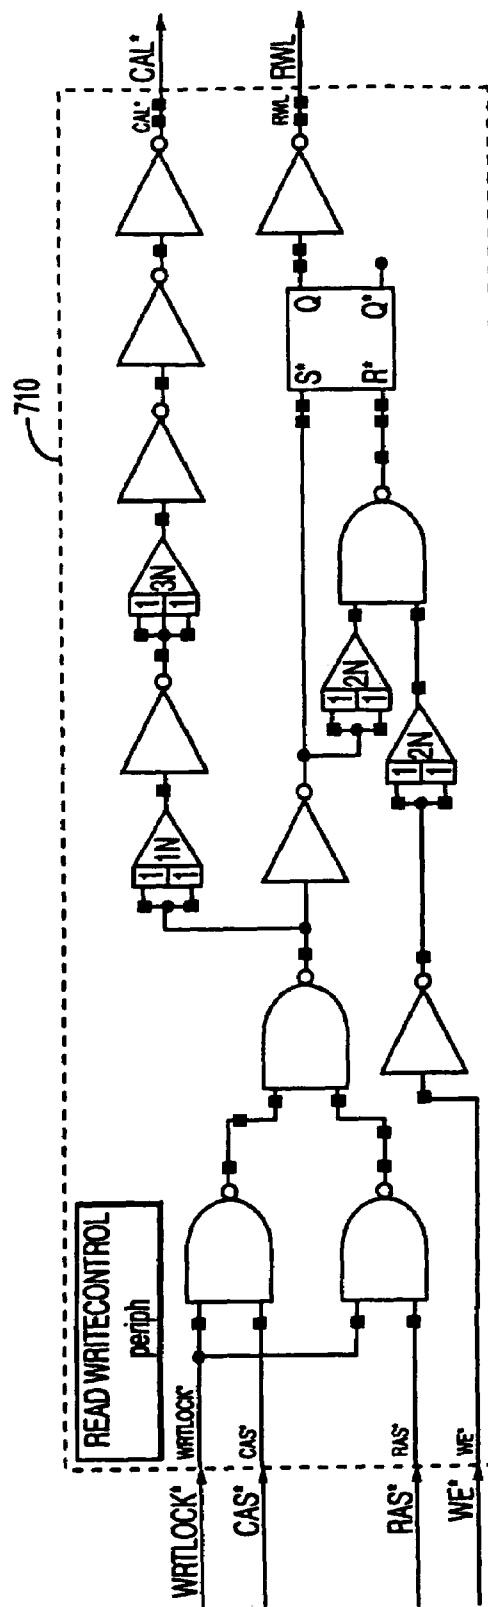 710
READ WRITECONTROL
periph
WRTLOCK*
WRTLOCK*
CAS*
CAS*
RAS*
RAS*
WE*
WE*
1
1
1N
1
1
3N
CAL*
CAL*
1
1
2N
1
1
2N
S*
Q
R*
Q*
RWL
RWL